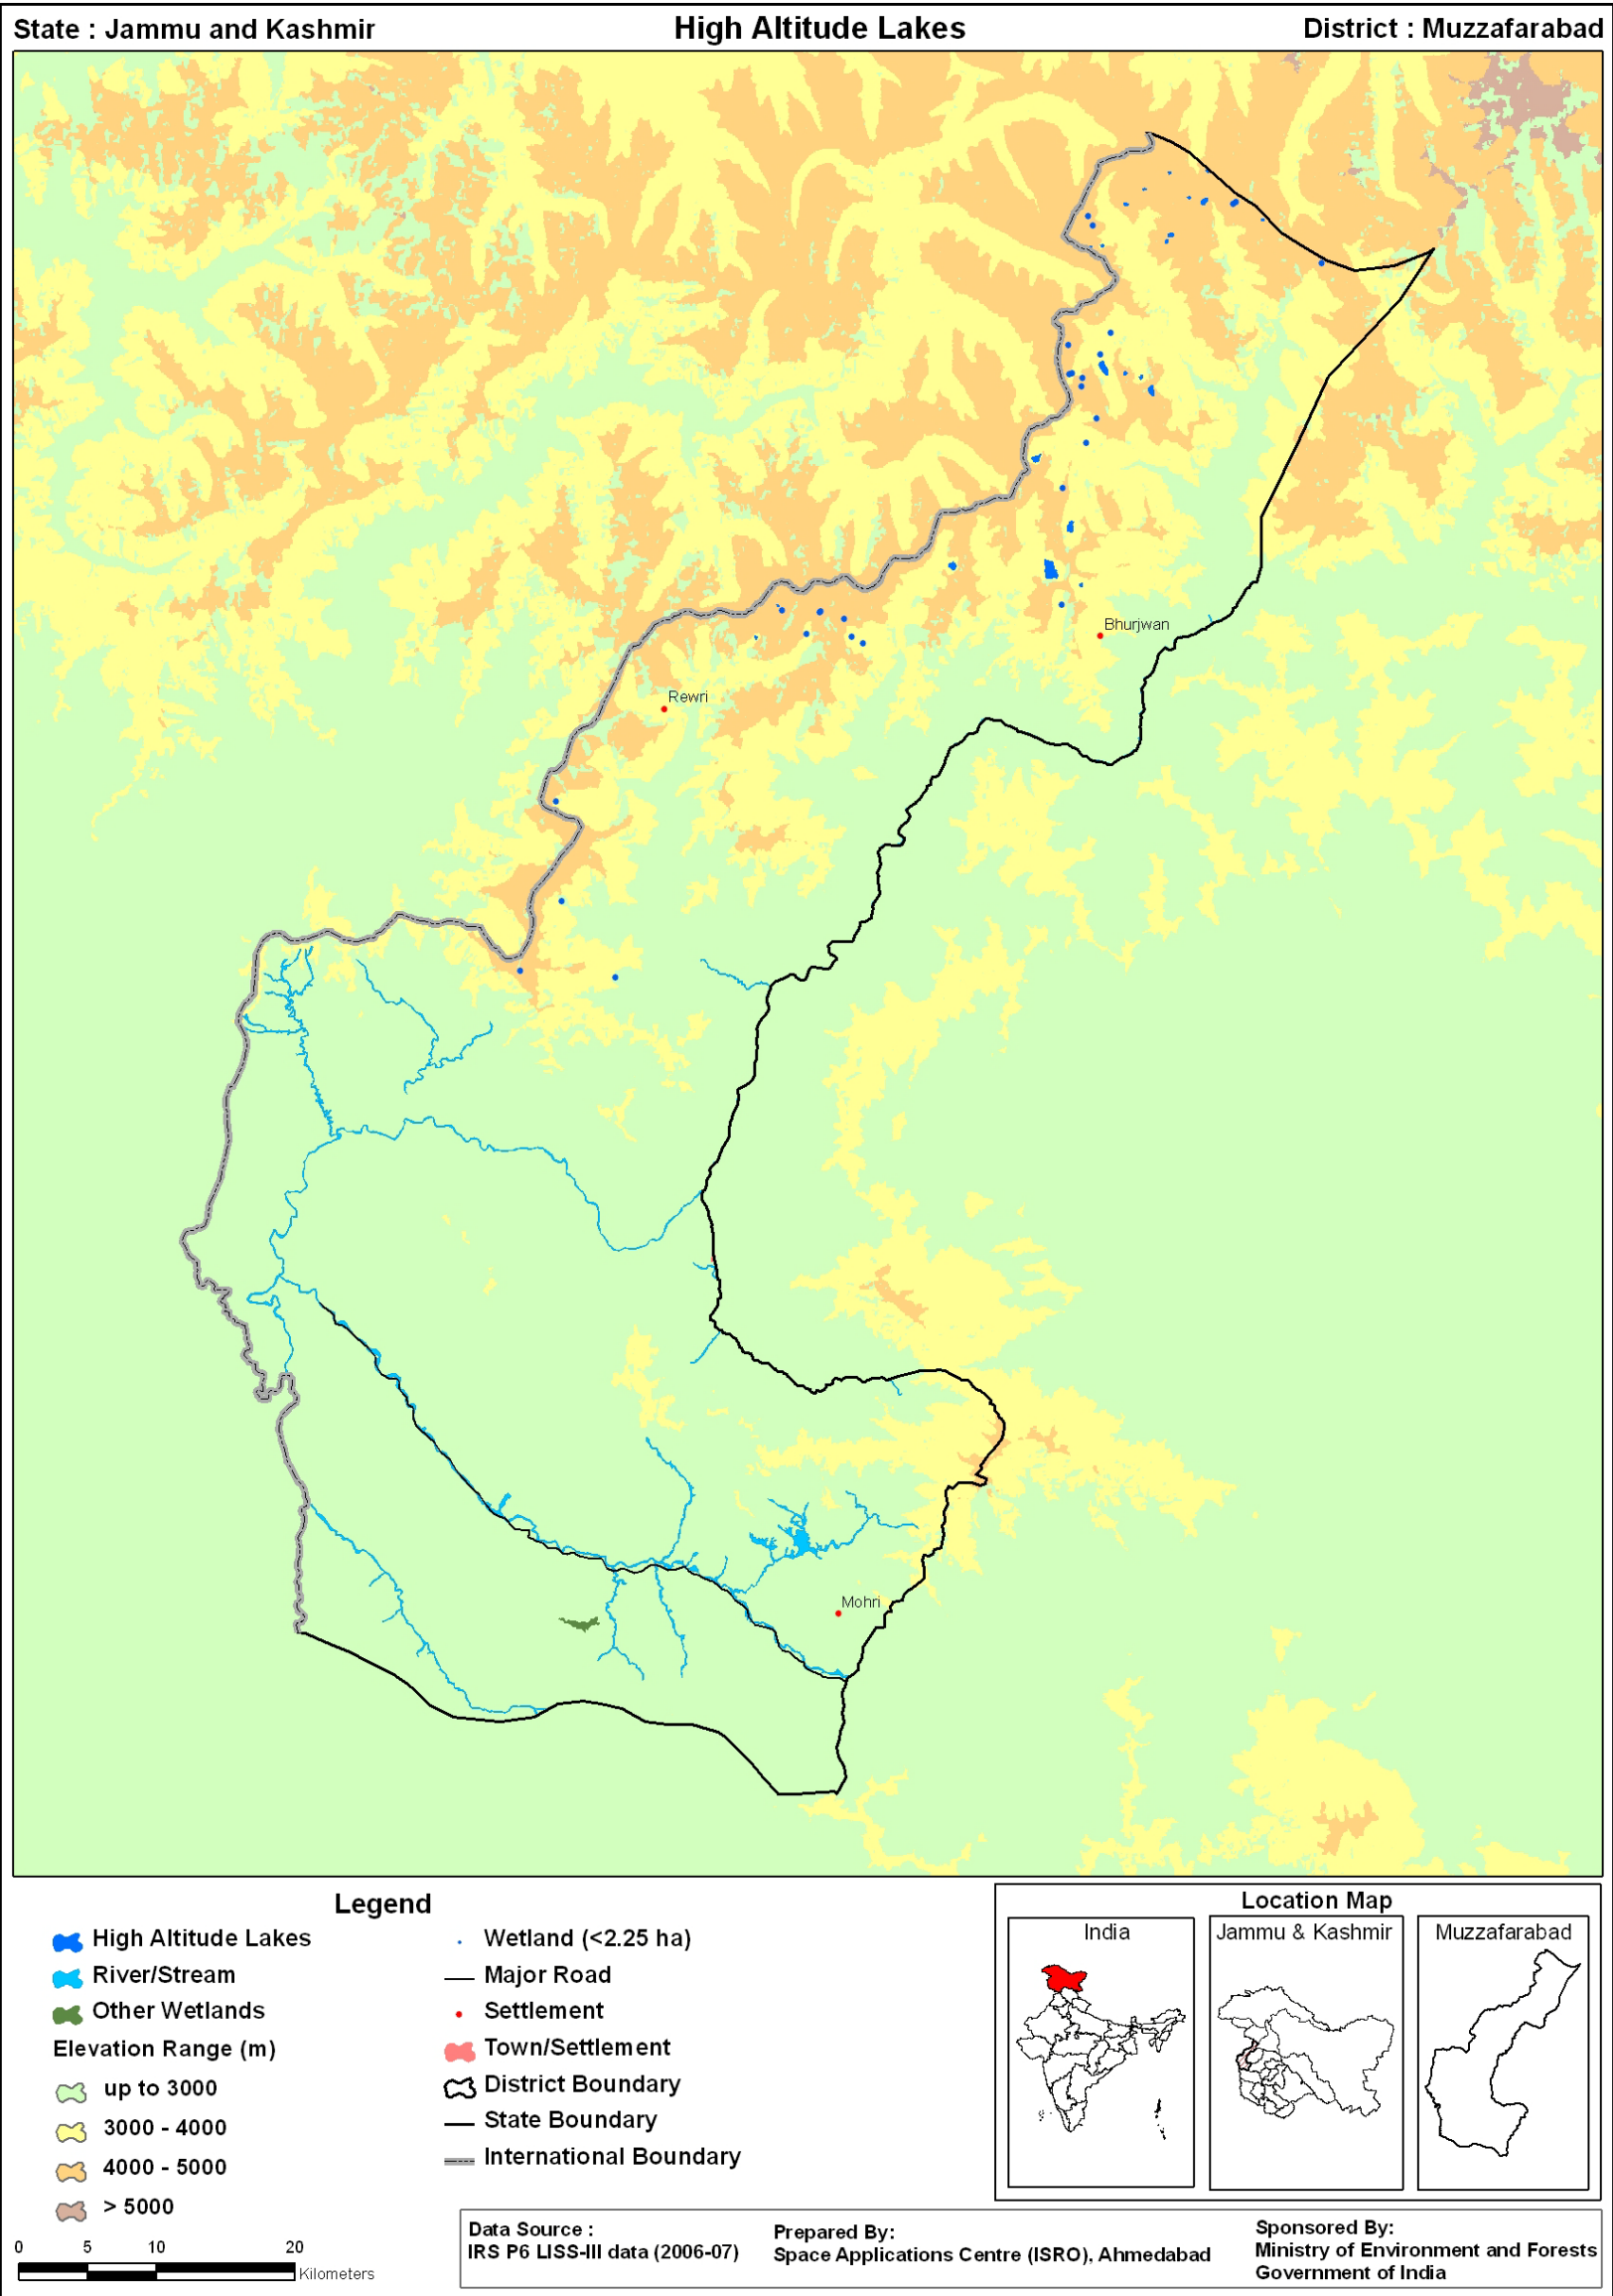 State : Jammu and Kashmir
High Altitude Lakes
District : Muzzafarabad
Bhurjwan
Rewri
Mohri
Legend
High Altitude Lakes
River/Stream
Other Wetlands
Elevation Range (m)
up to 3000
3000 - 4000
4000 - 5000
> 5000
Wetland (<2.25 ha)
Major Road
Settlement
Town/Settlement
District Boundary
State Boundary
International Boundary
0 5 10 20
Kilometers
Location Map
India
Jammu & Kashmir
Muzzafarabad
Data Source :
IRS P6 LISS-III data (2006-07)
Prepared By:
Space Applications Centre (ISRO), Ahmedabad
Sponsored By:
Ministry of Environment and Forests
Government of India